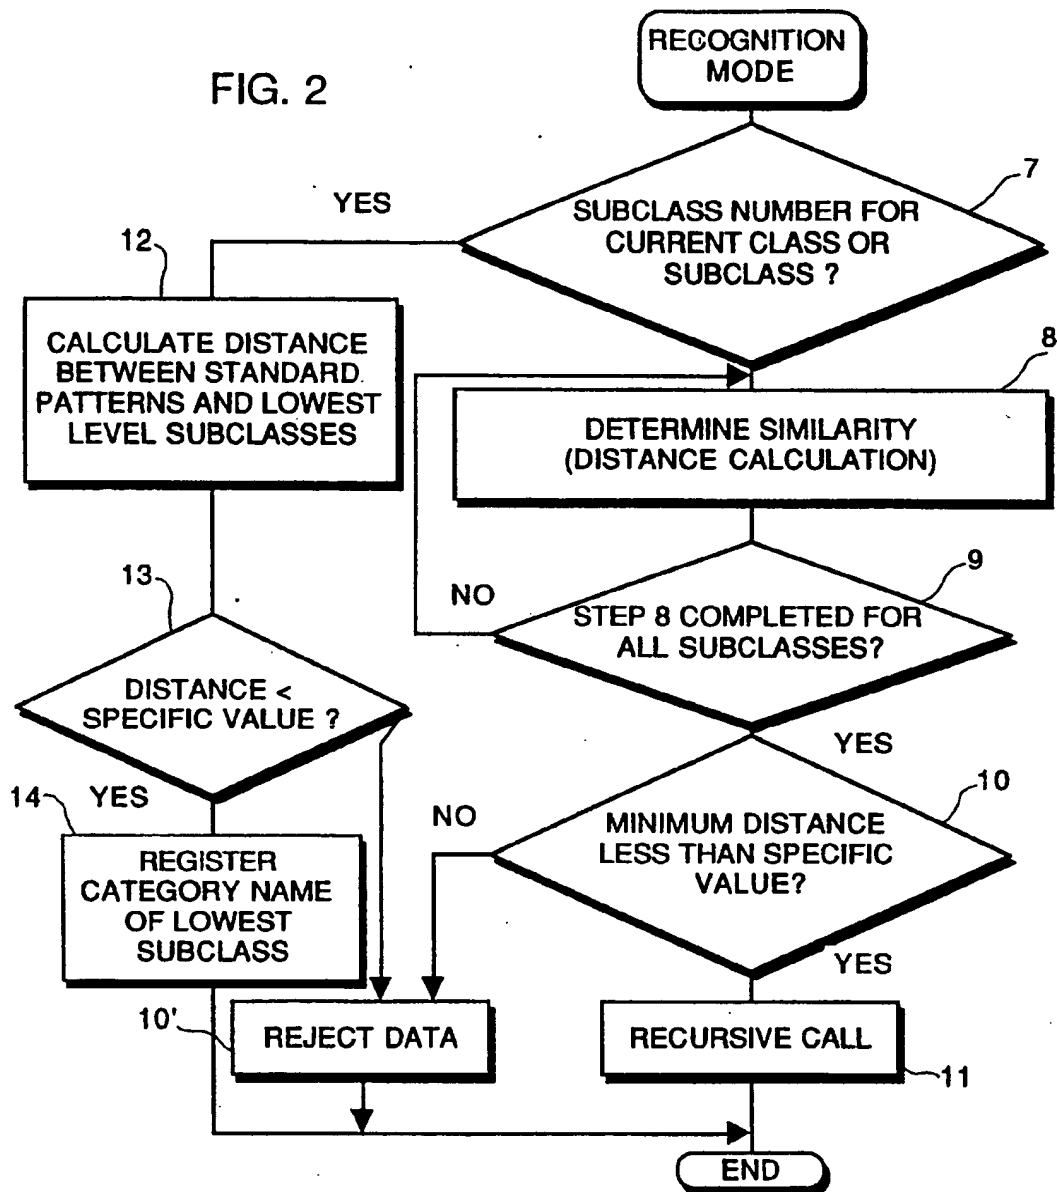 FIG. 2
RECOGNITION
MODE
7
SUBCLASS NUMBER FOR
CURRENT CLASS OR
SUBCLASS ?
YES
12
CALCULATE DISTANCE
BETWEEN STANDARD
PATTERNS AND LOWEST
LEVEL SUBCLASSES
8
DETERMINE SIMILARITY
(DISTANCE CALCULATION)
9
NO
STEP 8 COMPLETED FOR
ALL SUBCLASSES?
YES
13
DISTANCE <
SPECIFIC VALUE ?
YES
10
NO
MINIMUM DISTANCE
LESS THAN SPECIFIC
VALUE?
YES
14
REGISTER
CATEGORY NAME
OF LOWEST
SUBCLASS
10'
REJECT DATA
RECURSIVE CALL
11
END